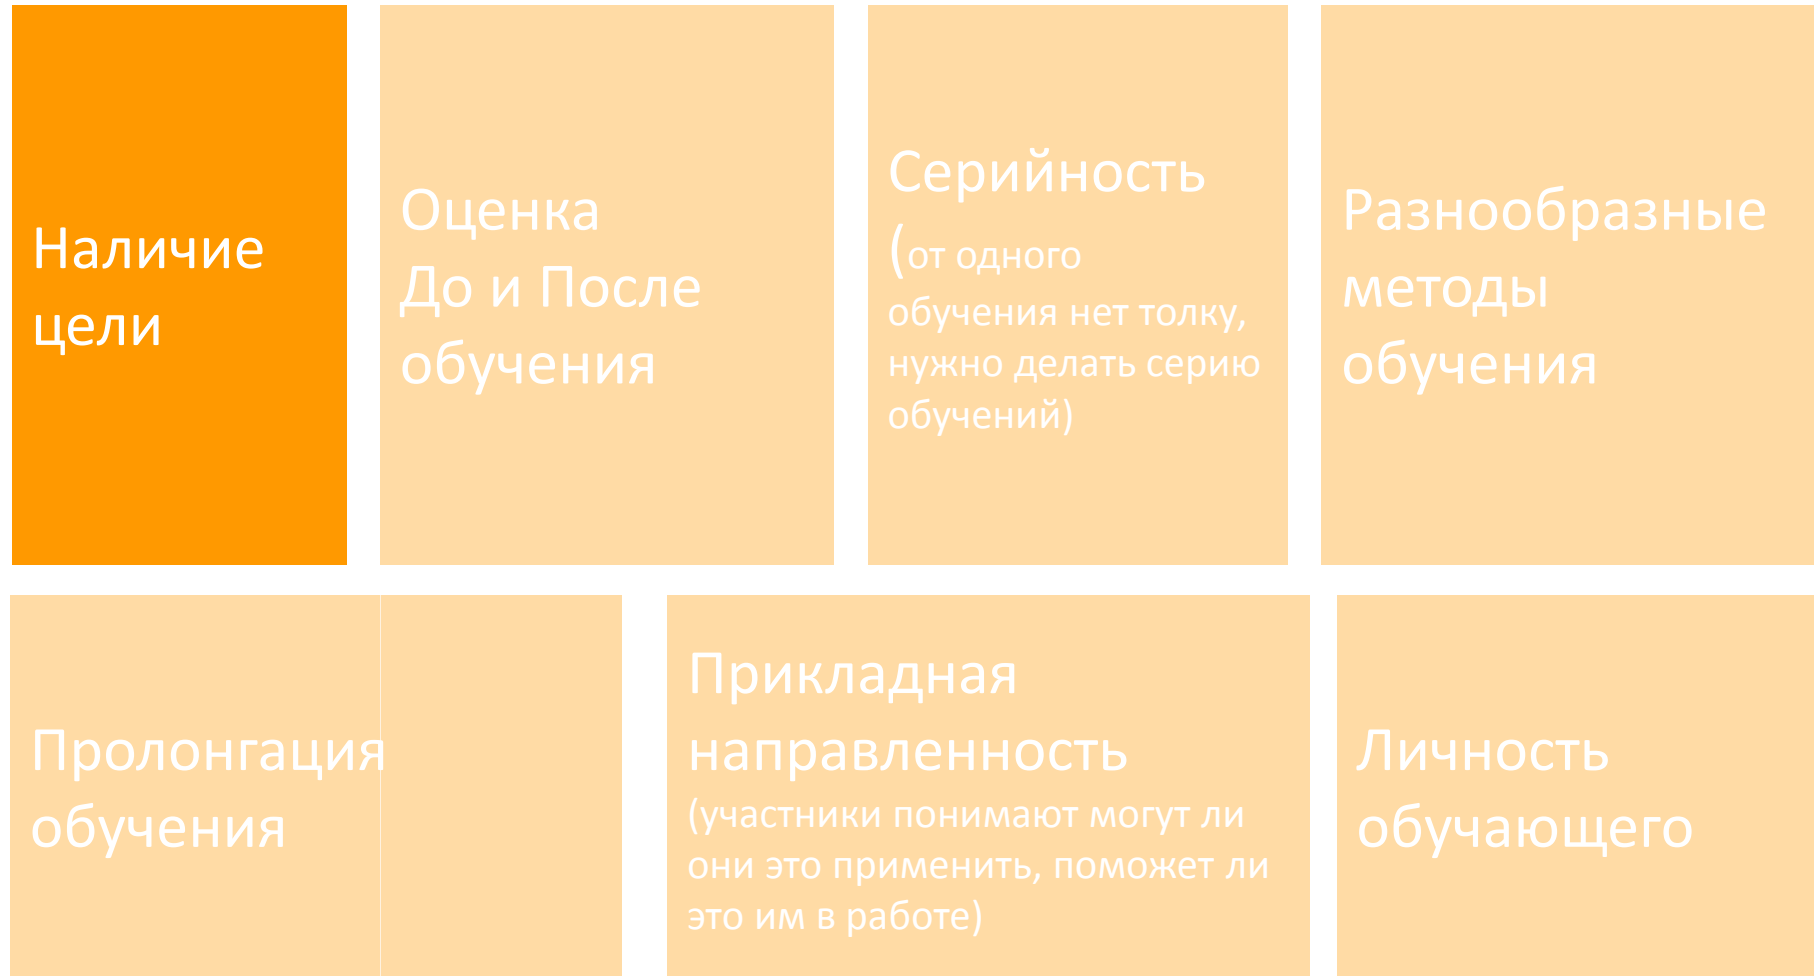 Наличие
цели
Оценка
До и После
обучения
Серийность
(от одного
обучения нет толку,
нужно делать серию
обучений)
Разнообразные
методы
обучения
Пролонгация
обучения
Прикладная
направленность
(участники понимают могут ли
они это применить, поможет ли
это им в работе)
Личность
обучающего